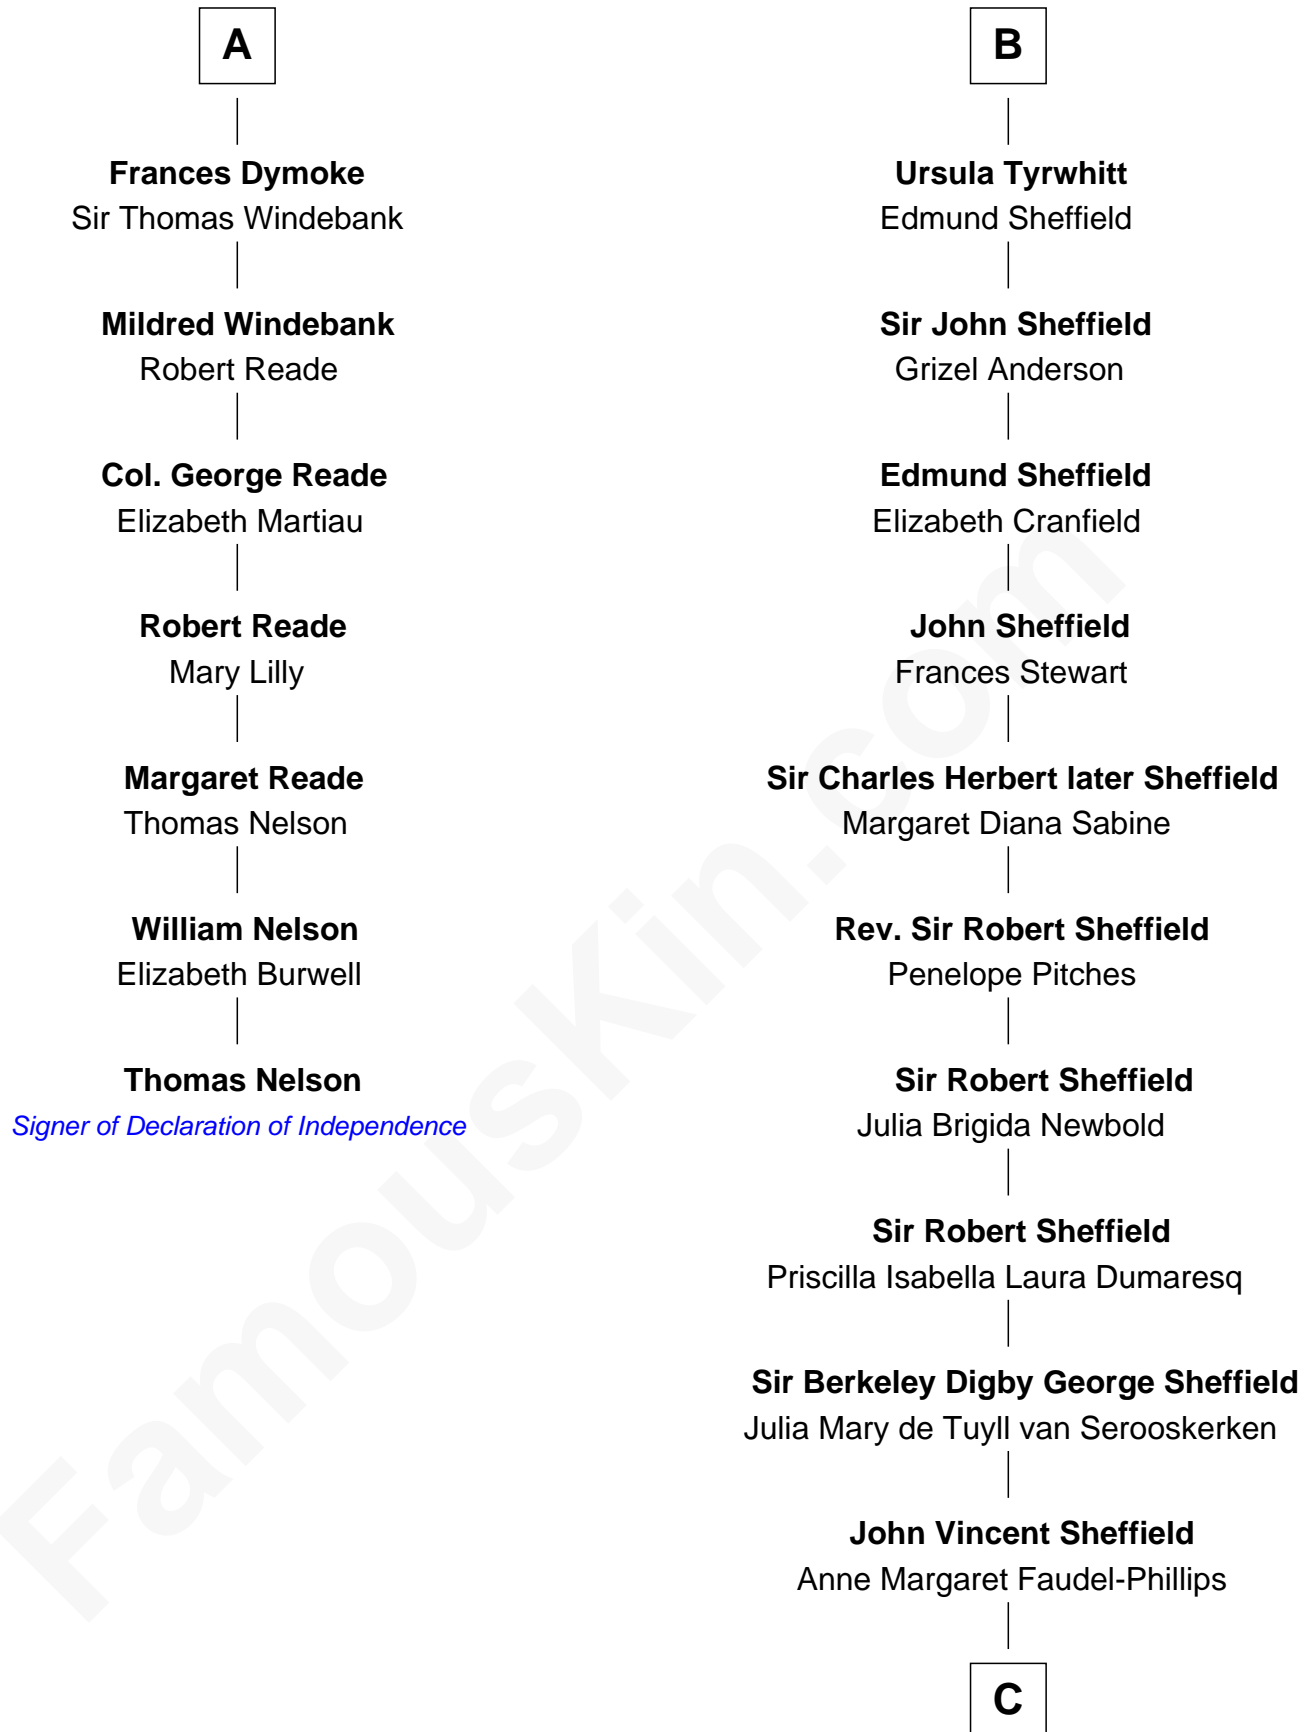 A
Frances Dymoke
Sir Thomas Windebank
Mildred Windebank
Robert Reade
Col. George Reade
Elizabeth Martiau
Robert Reade
Mary Lilly
Margaret Reade
Thomas Nelson
William Nelson
Elizabeth Burwell
Thomas Nelson
Signer of Declaration of Independence
B
Ursula Tyrwhitt
Edmund Sheffield
Sir John Sheffield
Grizel Anderson
Edmund Sheffield
Elizabeth Cranfield
John Sheffield
Frances Stewart
Sir Charles Herbert later Sheffield
Margaret Diana Sabine
Rev. Sir Robert Sheffield
Penelope Pitches
Sir Robert Sheffield
Julia Brigida Newbold
Sir Robert Sheffield
Priscilla Isabella Laura Dumaresq
Sir Berkeley Digby George Sheffield
Julia Mary de Tuyll van Serooskerken
John Vincent Sheffield
Anne Margaret Faudel-Phillips
C
FamousKin.com